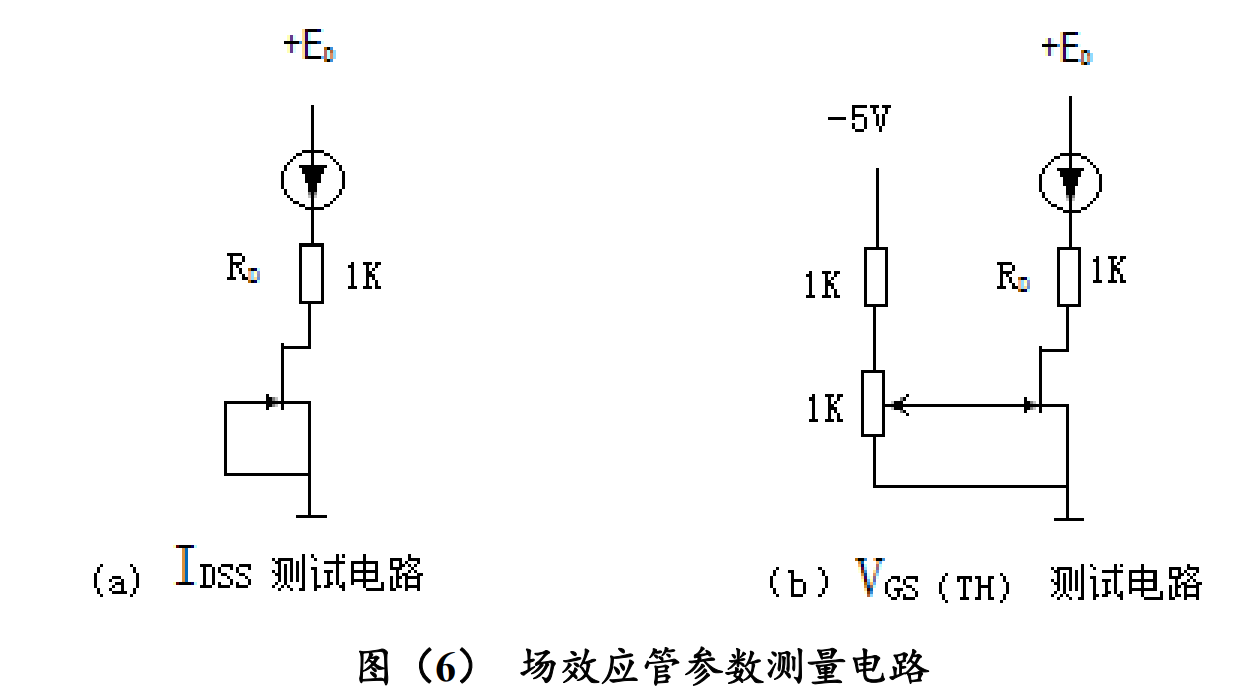 +ED
+ED
-5V
RD 1K
1K RD 1K
1K
(a) IDSS 测试电路
(b) VGS (TH) 测试电路
图（6） 场效应管参数测量电路